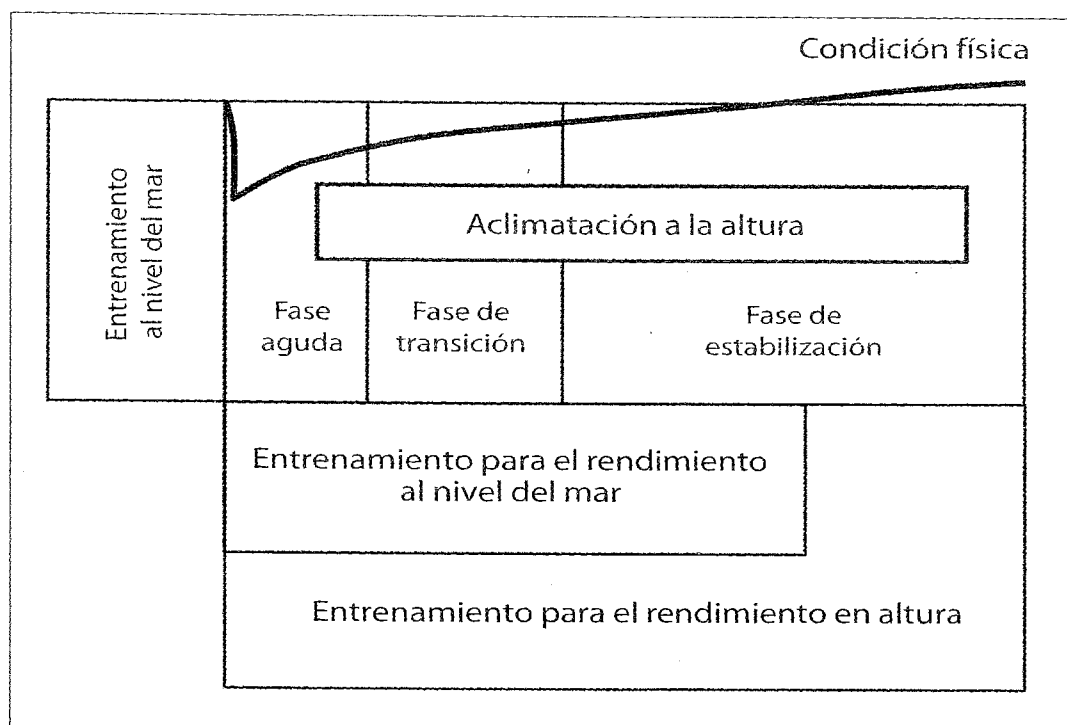 Condición física
Entrenamiento
al nivel del mar
Aclimatación a la altura
Fase
aguda
Fase de
transición
Fase de
estabilización
Entrenamiento para el rendimiento
al nivel del mar
Entrenamiento para el rendimiento en altura